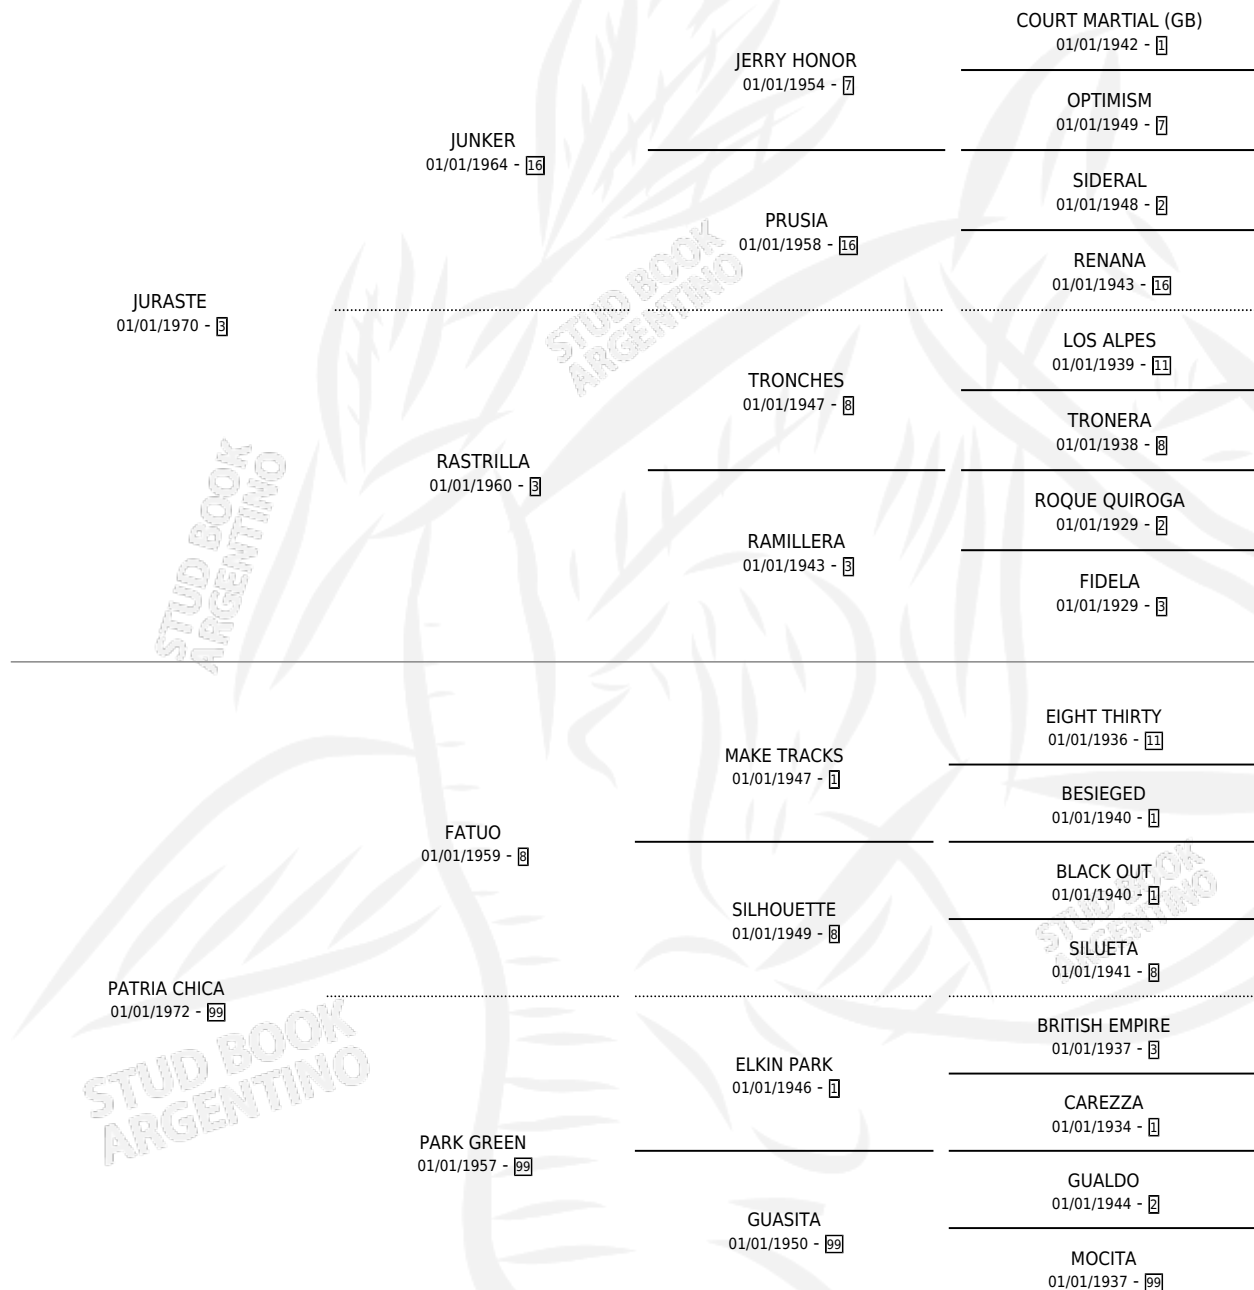 COURT MARTIAL (GB)
01/01/1942 - 1
JERRY HONOR
01/01/1954 - 7
OPTIMISM
01/01/1949 - 7
JUNKER
01/01/1964 - 16
SIDERAL
01/01/1948 - 2
PRUSIA
01/01/1958 - 16
RENANA
01/01/1943 - 16
JURASTE
01/01/1970 - 3
LOS ALPES
01/01/1939 - 11
TRONCHES
01/01/1947 - 8
TRONERA
01/01/1938 - 8
RASTRILLA
01/01/1960 - 3
ROQUE QUIROGA
01/01/1929 - 2
RAMILLERA
01/01/1943 - 3
FIDELA
01/01/1929 - 3
EIGHT THIRTY
01/01/1936 - 11
MAKE TRACKS
01/01/1947 - 1
BESIEGED
01/01/1940 - 1
FATUO
01/01/1959 - 8
BLACK OUT
01/01/1940 - 1
SILHOUETTE
01/01/1949 - 8
SILUETA
01/01/1941 - 8
PATRIA CHICA
01/01/1972 - 99
BRITISH EMPIRE
01/01/1937 - 3
ELKIN PARK
01/01/1946 - 1
CAREZZA
01/01/1934 - 1
PARK GREEN
01/01/1957 - 99
GUALDO
01/01/1944 - 2
GUASITA
01/01/1950 - 99
MOCITA
01/01/1937 - 99
STUD BOOK
ARGENTINO
STUD BOOK
ARGENTINO
STUD BOOK
ARGENTINO
STUD BOOK
ARGENTINO